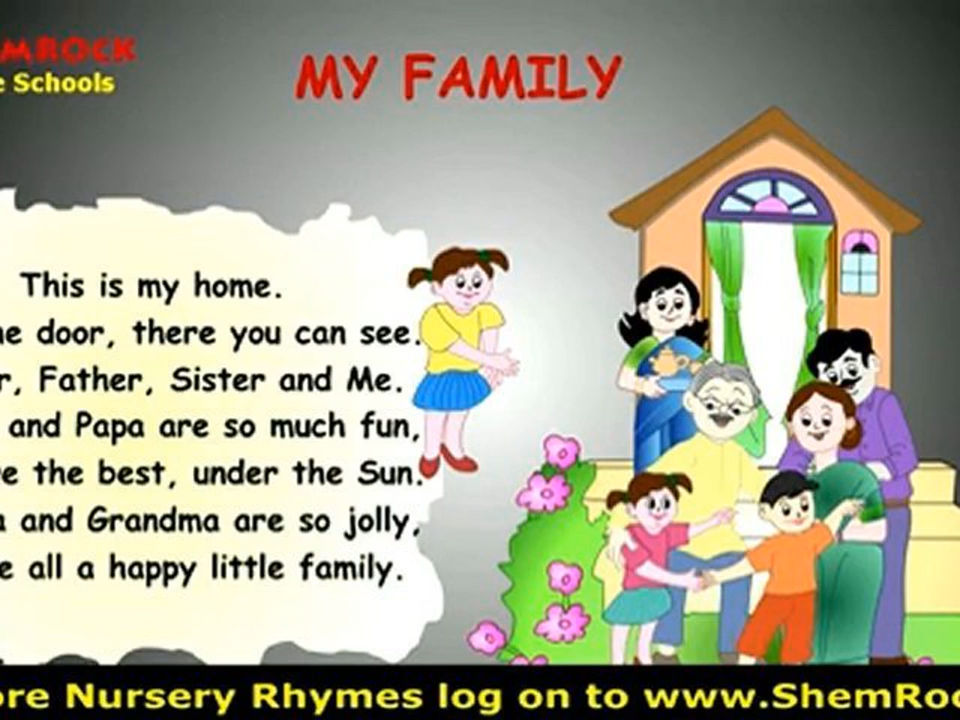 MROCK
Schools
MY FAMILY
This is my home.
door, there you can see.
Father, Sister and Me.
and Papa are so much fun,
the best, under the Sun.
and Grandma are so jolly,
all a happy little family.
Nursery Rhymes log on to www.ShemRoc